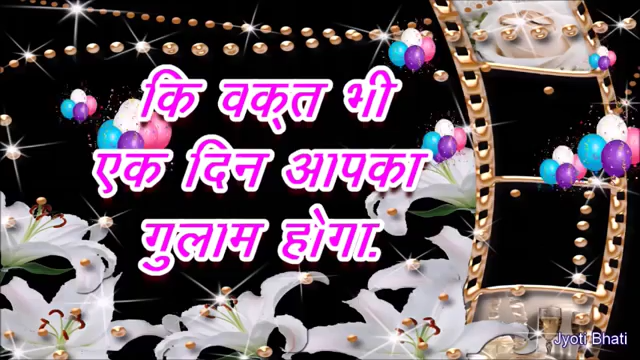 कि वक्त भी
एक दिन आपका
गुलाम होगा.
Jyoti Bhati